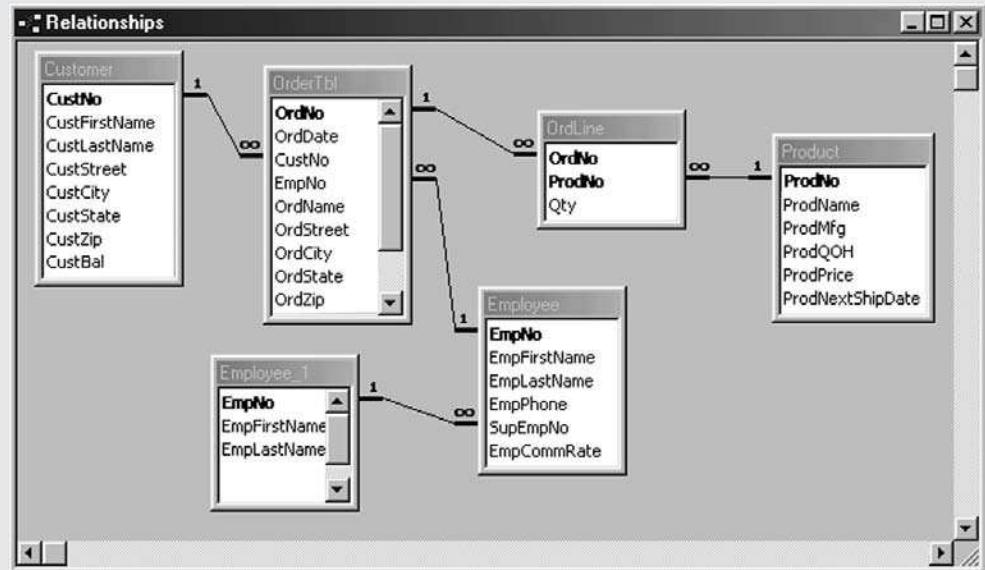 Relationships
Customer
CustNo
CustFirstName
CustLastName
CustStreet
CustCity
CustState
CustZip
CustBal
1
∞
OrderTbl
OrdNo
OrdDate
CustNo
EmpNo
OrdName
OrdStreet
OrdCity
OrdState
OrdZip
1
∞
∞
1
OrdLine
OrdNo
ProdNo
Qty
∞
1
Product
ProdNo
ProdName
ProdMfg
ProdQOH
ProdPrice
ProdNextShipDate
Employee
EmpNo
EmpFirstName
EmpLastName
EmpPhone
SupEmpNo
EmpCommRate
Employee_1
EmpNo
EmpFirstName
EmpLastName
1
∞